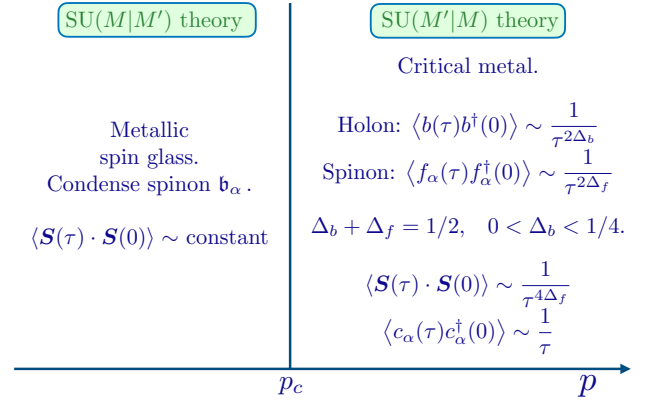 SU(M|M′) theory
Metallic
spin glass.
Condense spinon 𝔟_α .
⟨S(τ) · S(0)⟩ ∼ constant
SU(M′|M) theory
Critical metal.
Holon: ⟨b(τ)b†(0)⟩ ∼ 1/τ^{2Δ_b}
Spinon: ⟨f_α(τ)f_α†(0)⟩ ∼ 1/τ^{2Δ_f}
Δ_b + Δ_f = 1/2, 0 < Δ_b < 1/4.
⟨S(τ) · S(0)⟩ ∼ 1/τ^{4Δ_f}
⟨c_α(τ)c_α†(0)⟩ ∼ 1/τ
p_c
p